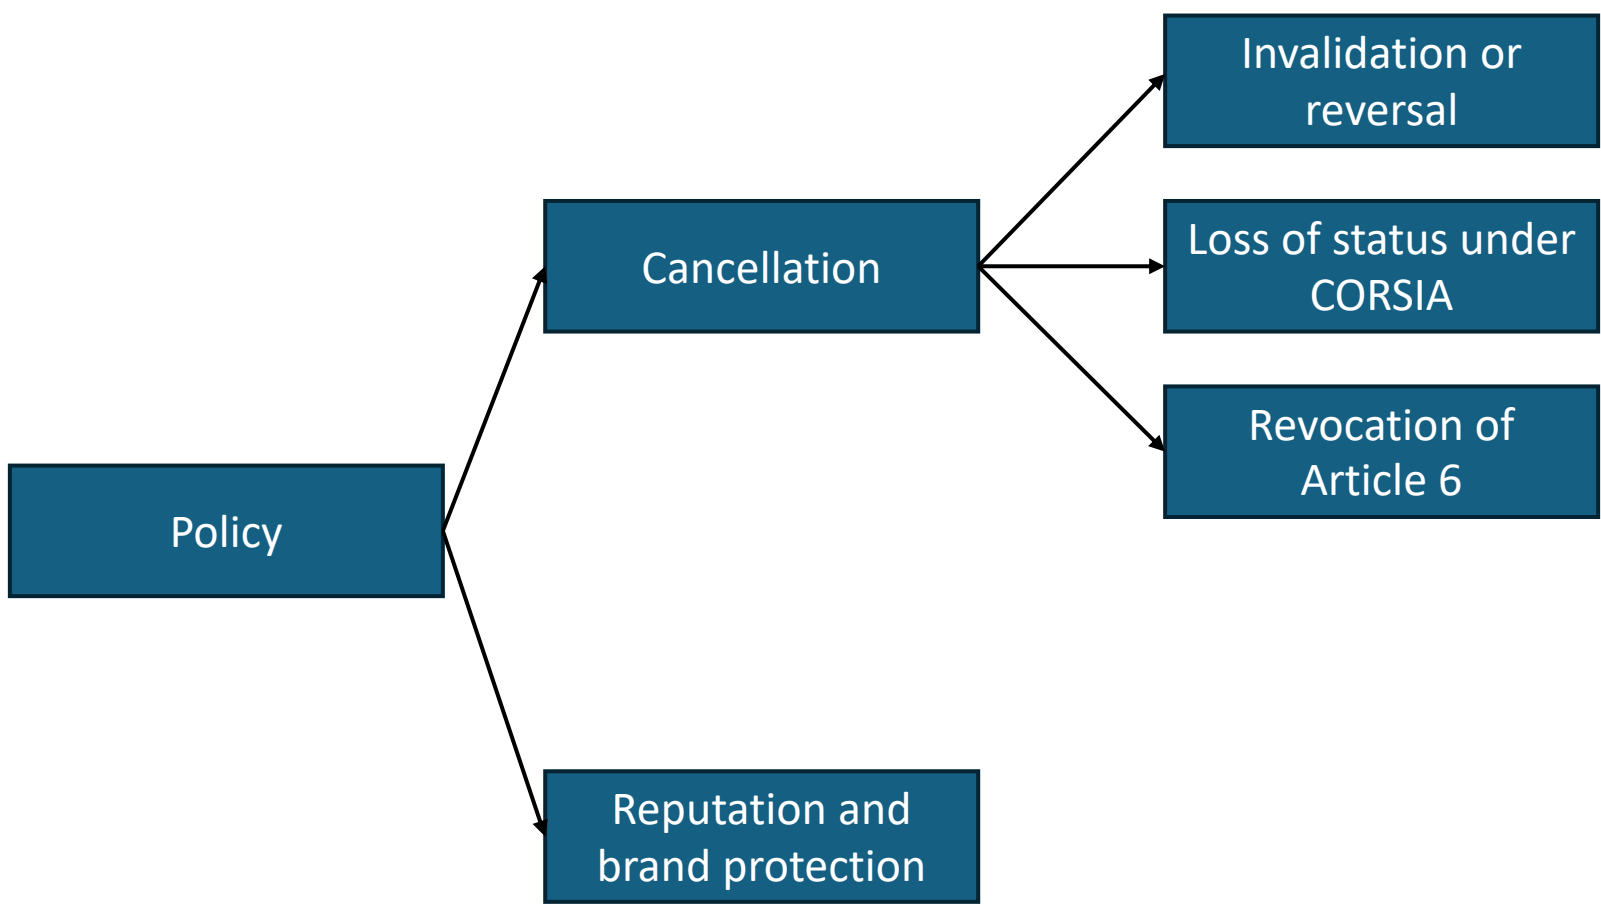 Invalidation or
reversal
Cancellation
Loss of status under
CORSIA
Revocation of
Article 6
Policy
Reputation and
brand protection